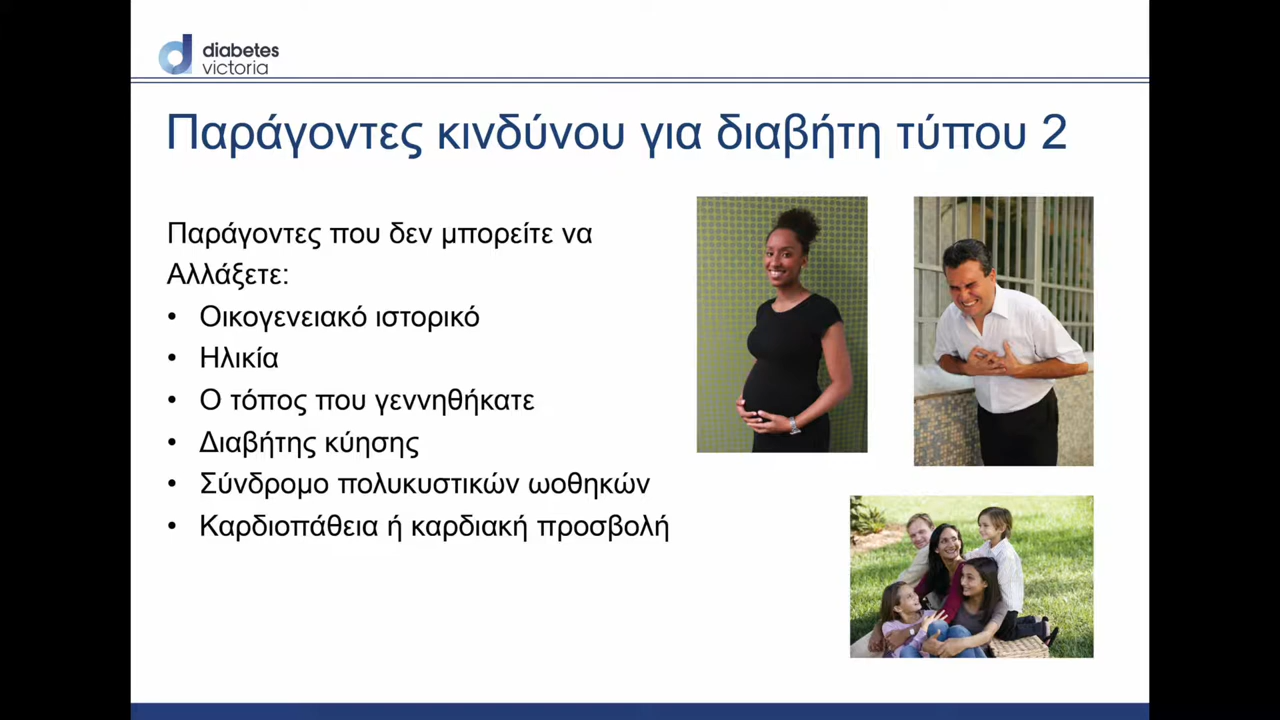 diabetes
victoria
Παράγοντες κινδύνου για διαβήτη τύπου 2
Παράγοντες που δεν μπορείτε να
Αλλάξετε:
• Οικογενειακό ιστορικό
• Ηλικία
• Ο τόπος που γεννηθήκατε
• Διαβήτης κύησης
• Σύνδρομο πολυκυστικών ωοθηκών
• Καρδιοπάθεια ή καρδιακή προσβολή